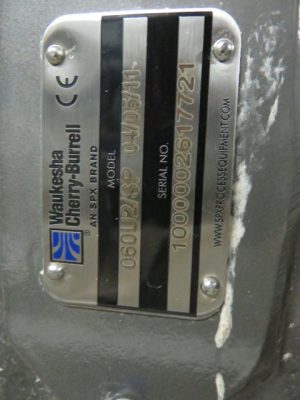 Waukesha
Cherry-Burrell
®
AN SPX BRAND
CE
MODEL
060U2/SP 04/05/11
SERIAL NO.
1000002617721
WWW.SPXPROCESSEQUIPMENT.COM